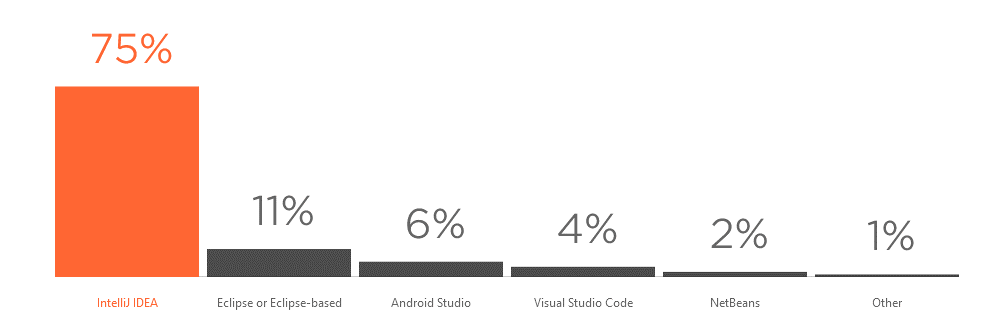 75%
11%
6%
4%
2%
1%
IntelliJ IDEA
Eclipse or Eclipse-based
Android Studio
Visual Studio Code
NetBeans
Other